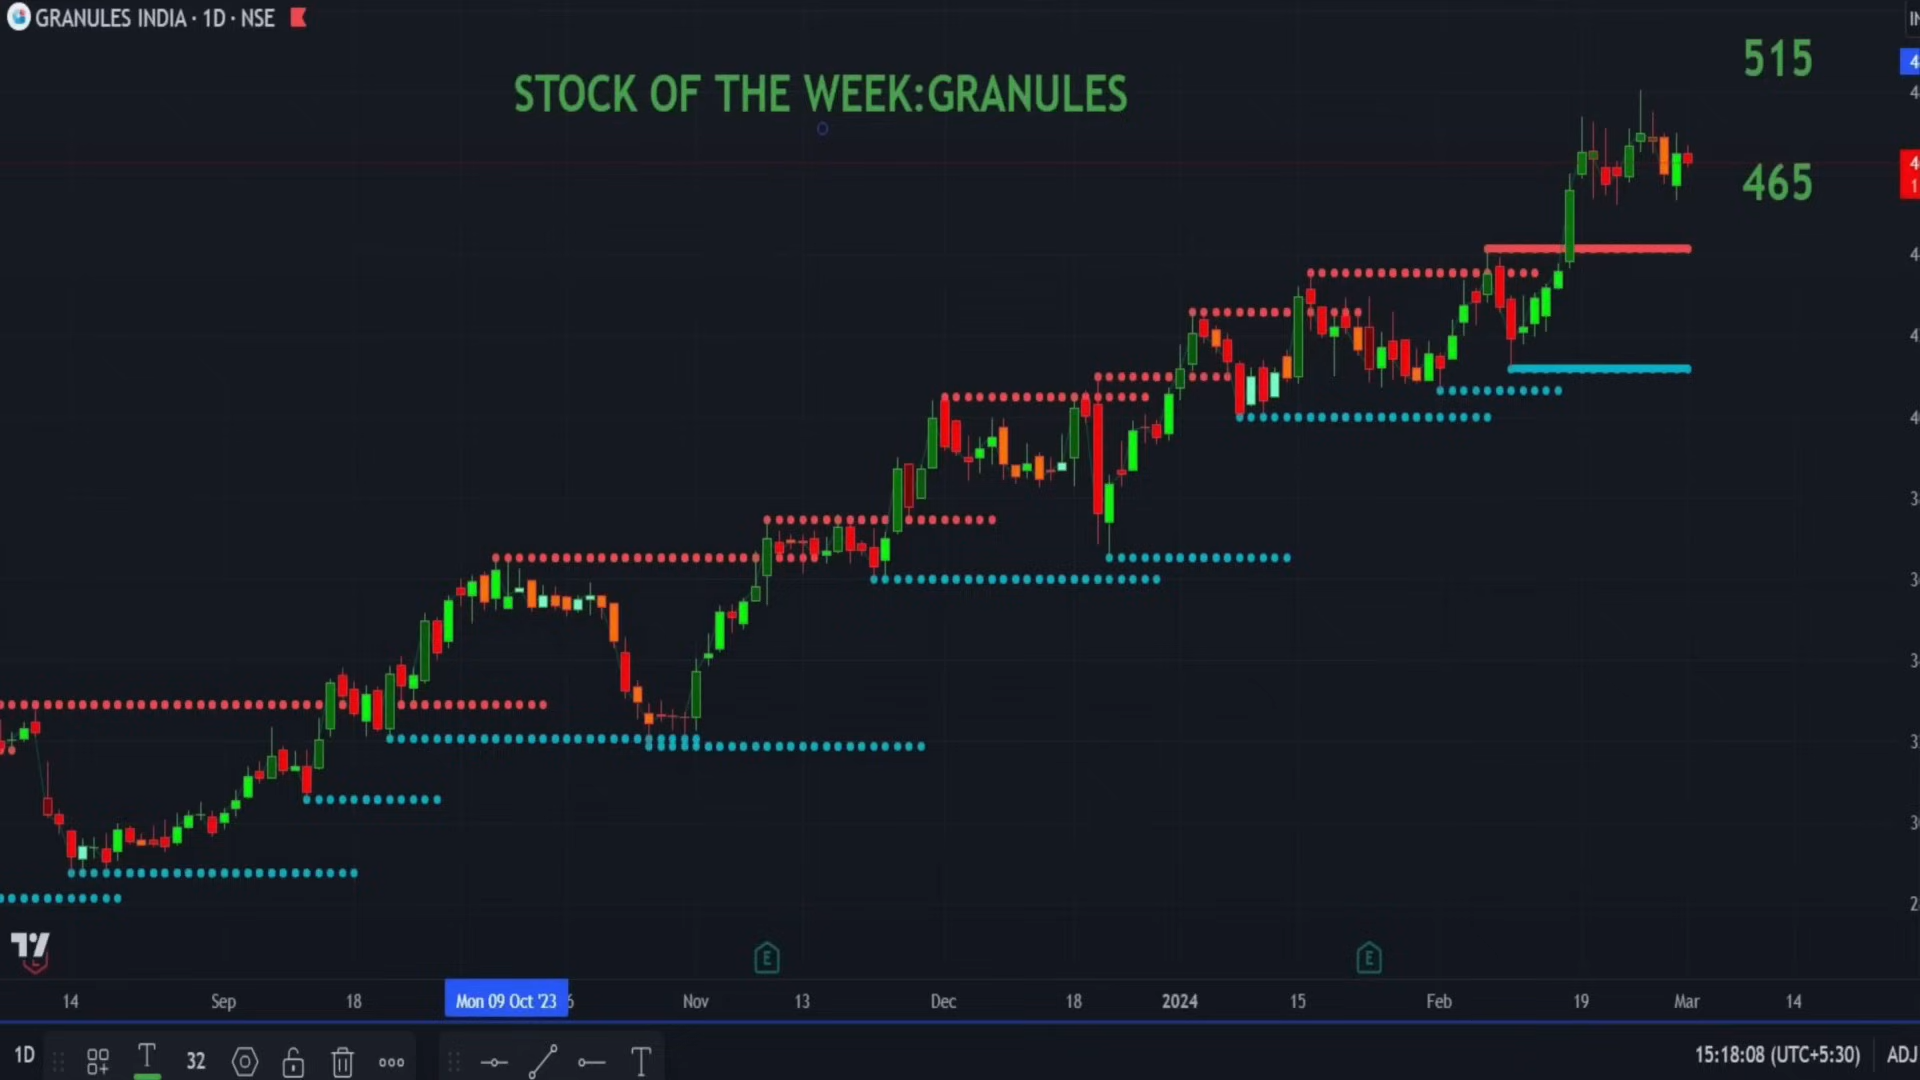 GRANULES INDIA · 1D · NSE
STOCK OF THE WEEK:GRANULES
515
465
E
E
14 Sep 18 Mon 09 Oct '23 Nov 13 Dec 18 2024 15 Feb 19 Mar 14
1D 32 T 15:18:08 (UTC+5:30) ADJ